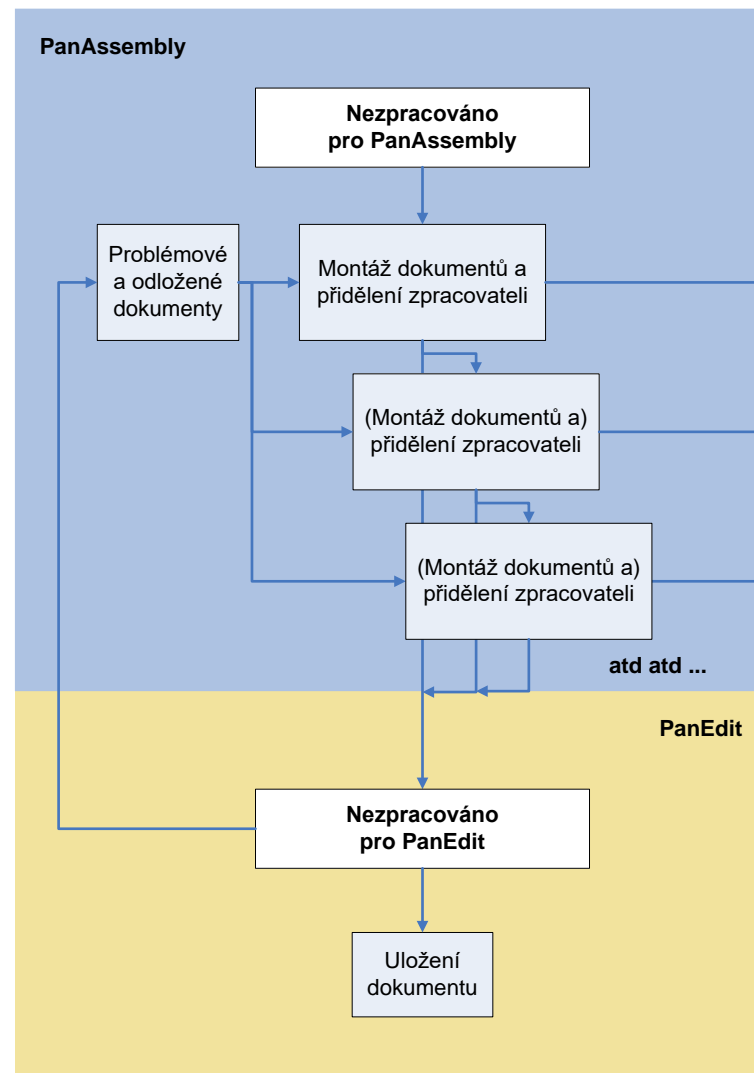 PanAssembly
Nezpracováno
pro PanAssembly
Problémové
a odložené
dokumenty
Montáž dokumentů a
přidělení zpracovateli
(Montáž dokumentů a)
přidělení zpracovateli
(Montáž dokumentů a)
přidělení zpracovateli
atd atd ...
PanEdit
Nezpracováno
pro PanEdit
Uložení
dokumentu